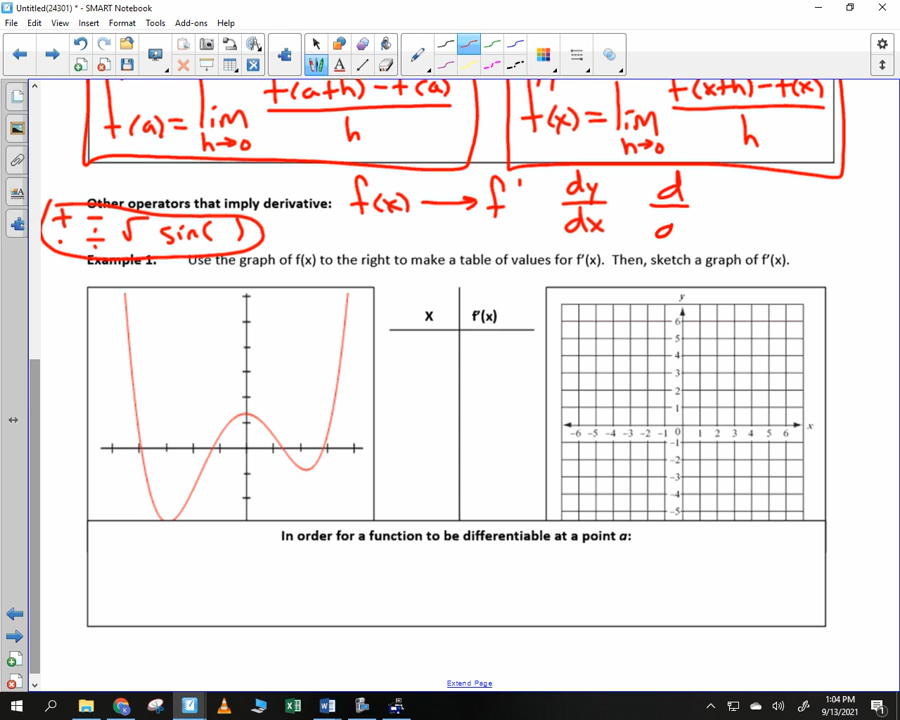 Untitled(24301) * - SMART Notebook
File Edit View Insert Format Tools Add-ons Help
f'(a) = lim h→0 f(a+h) - f(a) / h
f'(x) = lim h→0 f(x+h) - f(x) / h
Other operators that imply derivative: f(x) → f' dy/dx d
+ − · ÷ √ sin( )
Example 1: Use the graph of f(x) to the right to make a table of values for f'(x). Then, sketch a graph of f'(x).
X f'(x)
y
6
5
4
3
2
1
-6 -5 -4 -3 -2 -1 0 1 2 3 4 5 6 x
-1
-2
-3
-4
-5
In order for a function to be differentiable at a point a:
Extend Page
1:04 PM
9/13/2021
1